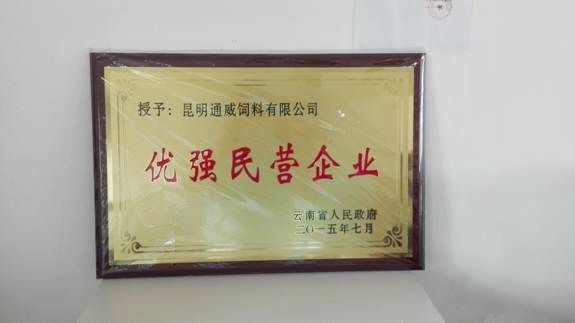 授予：昆明通威饲料有限公司
优强民营企业
云南省人民政府
二〇一五年七月